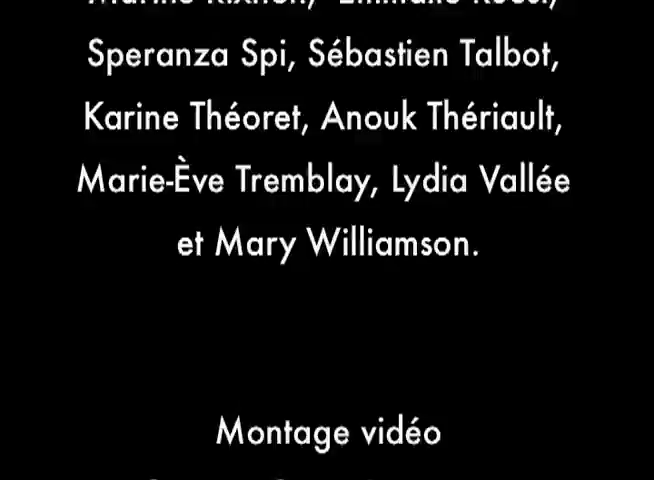 Speranza Spi, Sébastien Talbot,
Karine Théoret, Anouk Thériault,
Marie-Ève Tremblay, Lydia Vallée
et Mary Williamson.
Montage vidéo